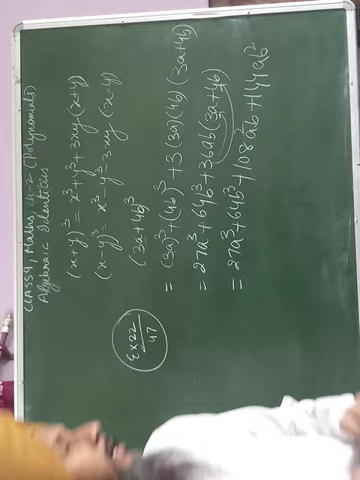 CLASS 9, Maths, Ch-2 (Polynomials)
Algebraic Identities
(x+y)³ = x³+y³+3xy(x+y)
(x-y)³ = x³-y³-3xy(x-y)
Ex 22/47
(3a+4b)³
= (3a)³+(4b)³+3(3a)(4b)(3a+4b)
= 27a³+64b³+36ab(3a+4b)
= 27a³+64b³+108a²b+144ab²